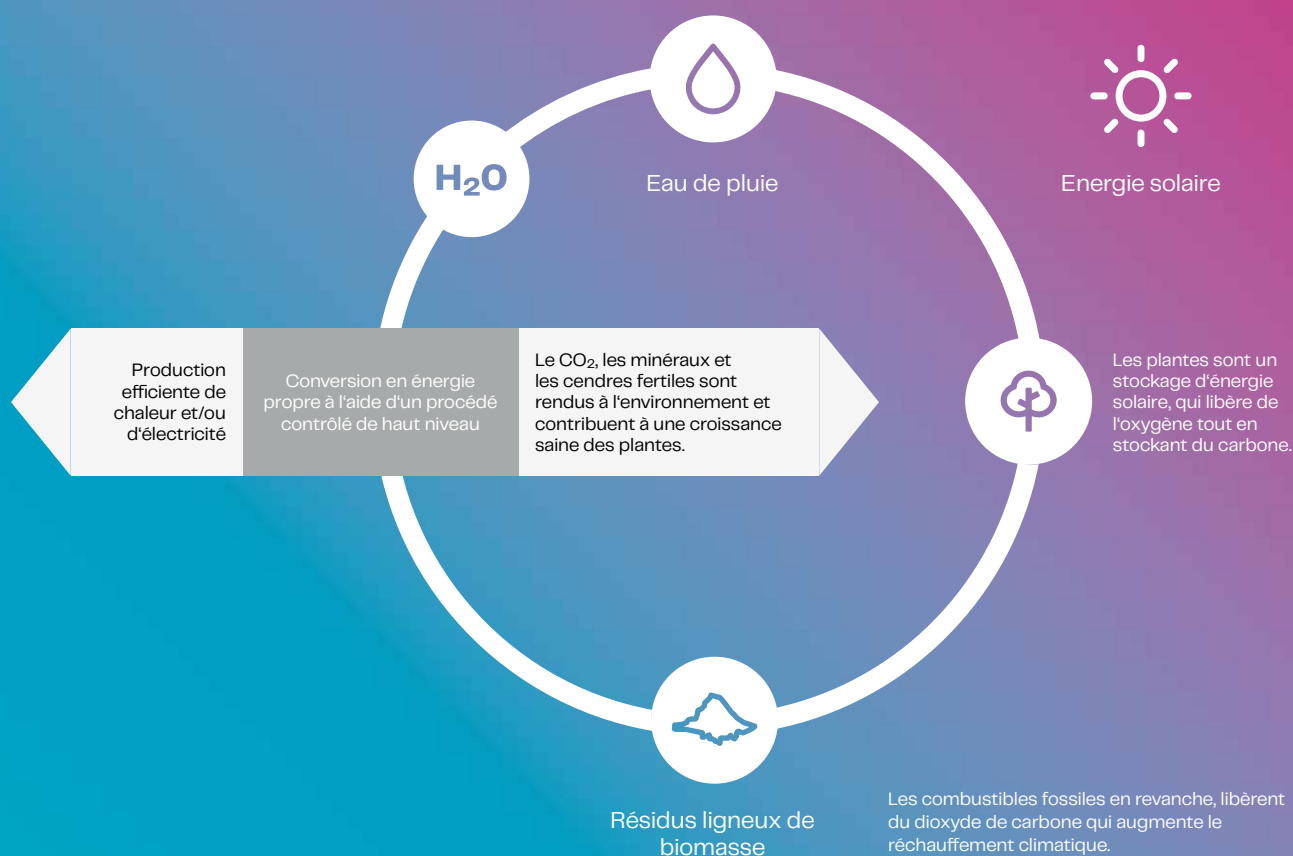 H₂O
Eau de pluie
Energie solaire
Production
efficiente de
chaleur et/ou
d‘électricité
Conversion en énergie
propre à l‘aide d‘un procédé
contrôlé de haut niveau
Le CO₂, les minéraux et
les cendres fertiles sont
rendus à l‘environnement et
contribuent à une croissance
saine des plantes.
Les plantes sont un
stockage d‘énergie
solaire, qui libère de
l‘oxygène tout en
stockant du carbone.
Résidus ligneux de
biomasse
Les combustibles fossiles en revanche, libèrent
du dioxyde de carbone qui augmente le
réchauffement climatique.